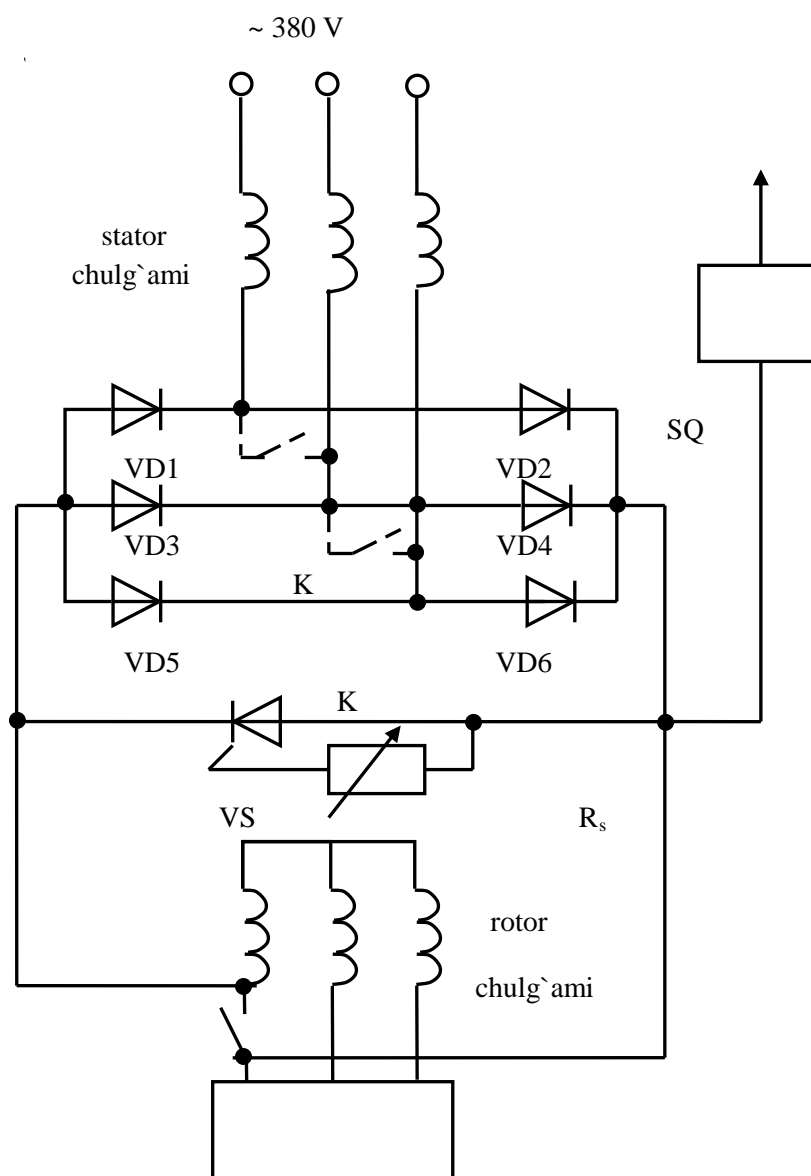 ~ 380 V
stator
chulg`ami
SQ
VD1
VD2
VD3
VD4
K
VD5
VD6
K
VS
Rs
rotor
chulg`ami